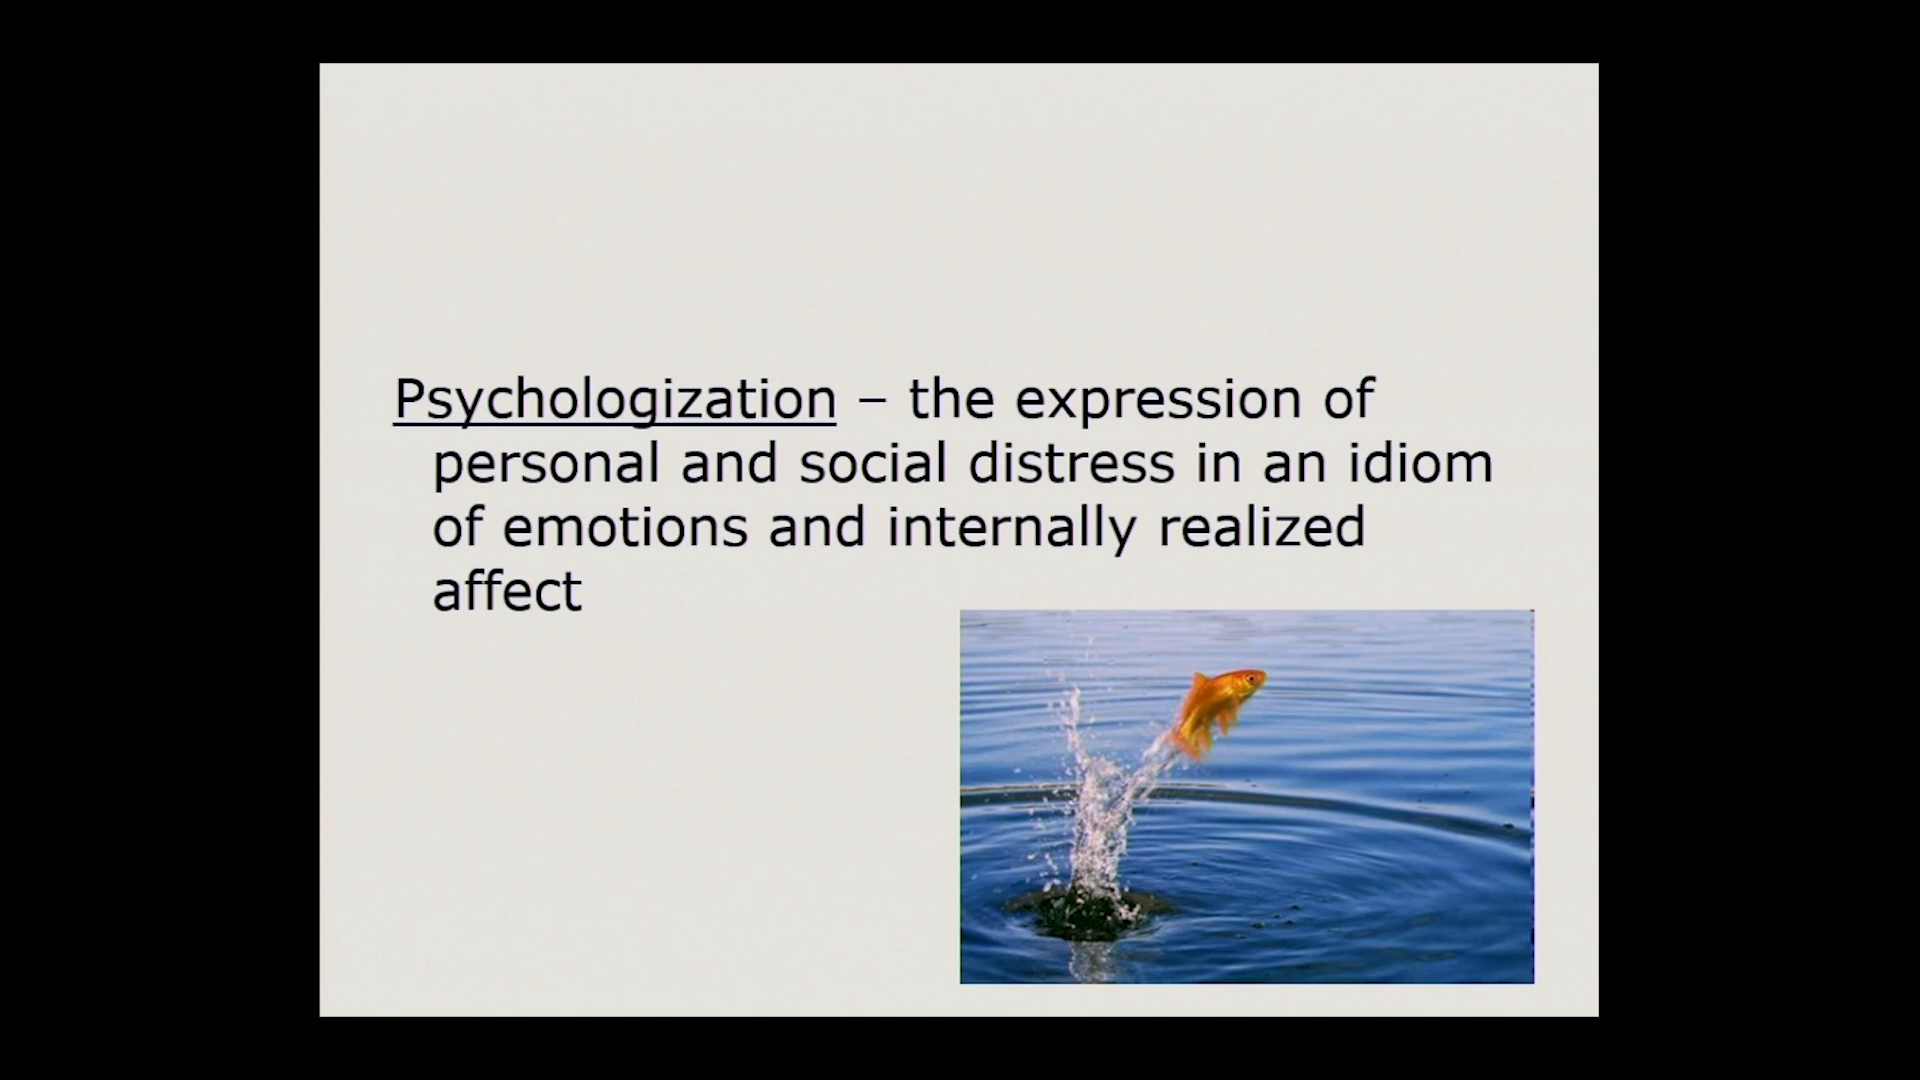 Psychologization – the expression of
personal and social distress in an idiom
of emotions and internally realized
affect